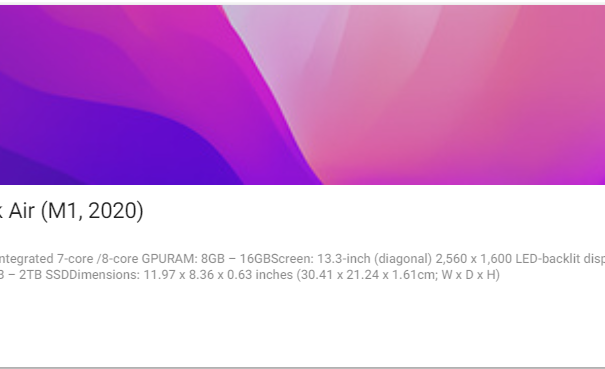 k Air (M1, 2020)
ntegrated 7-core /8-core GPURAM: 8GB – 16GBScreen: 13.3-inch (diagonal) 2,560 x 1,600 LED-backlit disp
B – 2TB SSDDimensions: 11.97 x 8.36 x 0.63 inches (30.41 x 21.24 x 1.61cm; W x D x H)